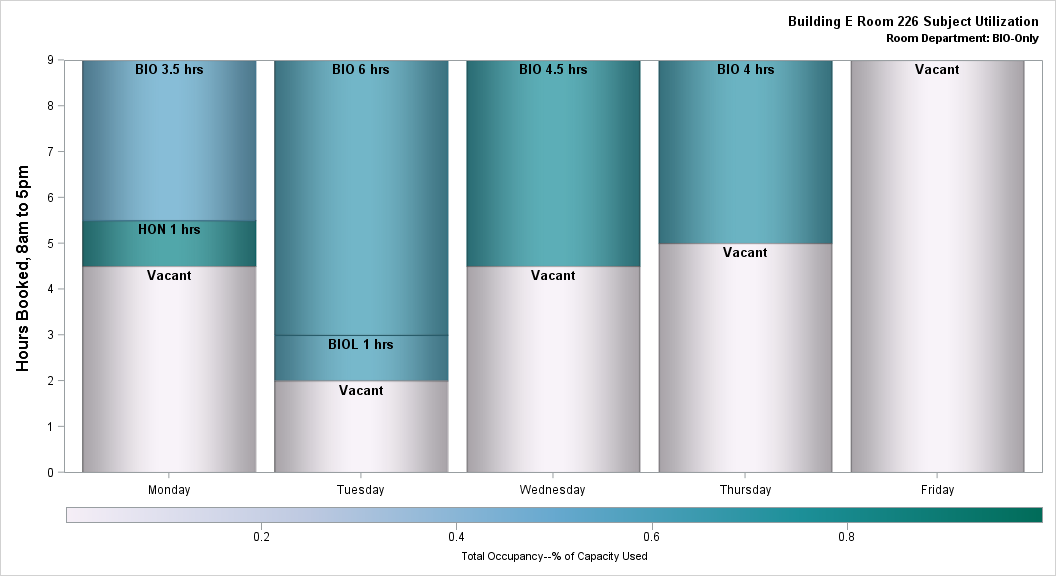 Building E Room 226 Subject Utilization
Room Department: BIO-Only
Hours Booked, 8am to 5pm
9
8
7
6
5
4
3
2
1
0
BIO 3.5 hrs
HON 1 hrs
Vacant
BIO 6 hrs
BIOL 1 hrs
Vacant
BIO 4.5 hrs
Vacant
BIO 4 hrs
Vacant
Vacant
Monday
Tuesday
Wednesday
Thursday
Friday
0.2
0.4
0.6
0.8
Total Occupancy--% of Capacity Used